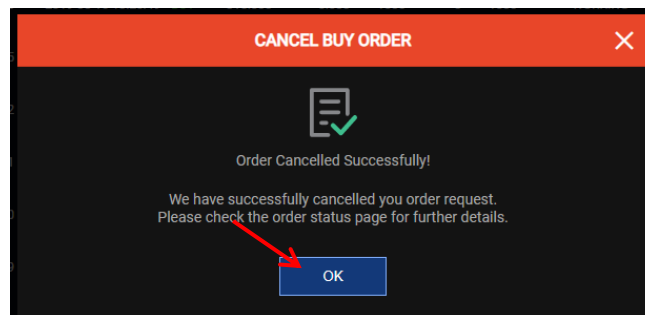 CANCEL BUY ORDER
Order Cancelled Successfully!
We have successfully cancelled you order request.
Please check the order status page for further details.
OK